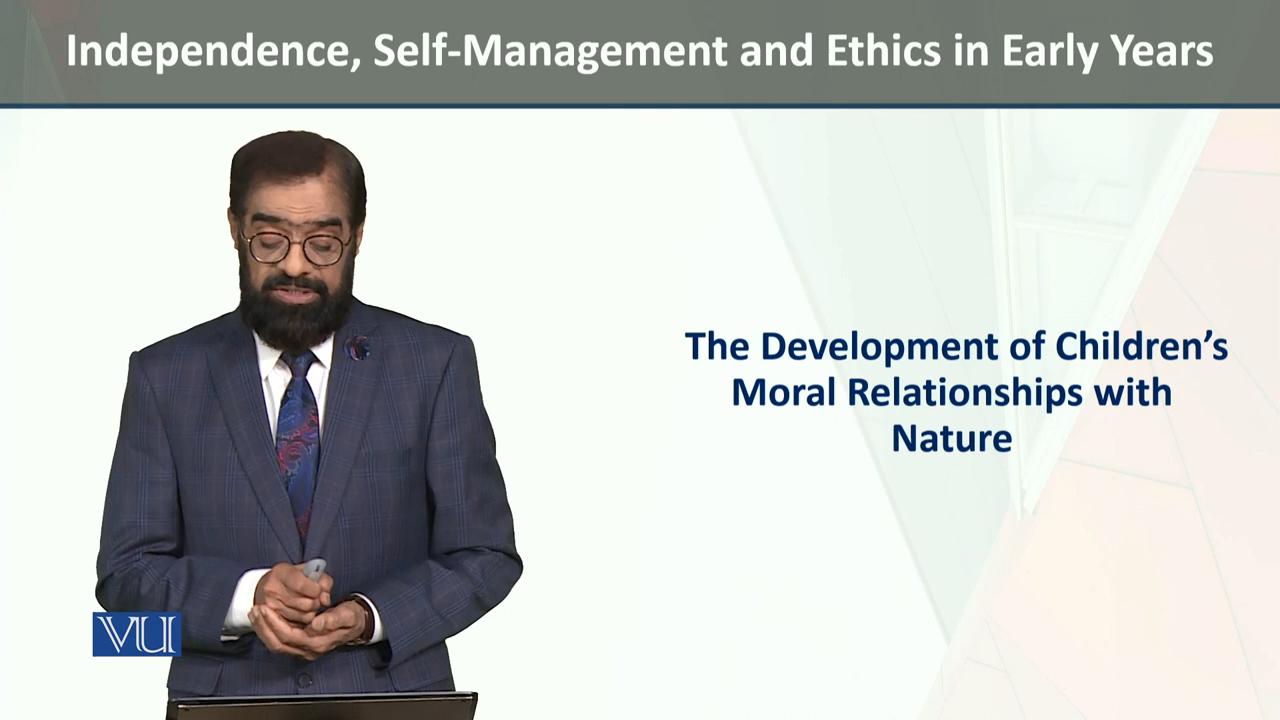 Independence, Self-Management and Ethics in Early Years
The Development of Children’s
Moral Relationships with
Nature
VU